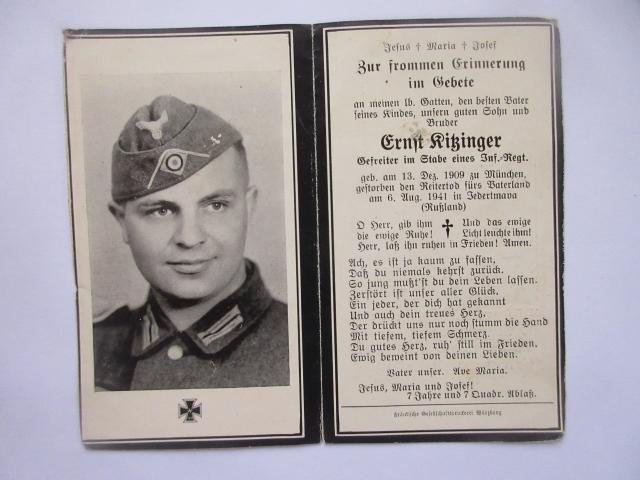 Jesus † Maria † Josef
Zur frommen Erinnerung
im Gebete
an meinen lb. Gatten, den besten Vater
seines Kindes, unsern guten Sohn und
Bruder
Ernst Kitzinger
Gefreiter im Stabe eines Inf.-Regt.
geb. am 13. Dez. 1909 zu München,
gestorben den Reitertod fürs Vaterland
am 6. Aug. 1941 in Jedertmava
(Rußland)
O Herr, gib ihm † Und das ewige
die ewige Ruhe! Licht leuchte ihm!
Herr, laß ihn ruhen in Frieden! Amen.
Ach, es ist ja kaum zu fassen,
Daß du niemals kehrst zurück.
So jung mußt'st du dein Leben lassen.
Zerstört ist unser aller Glück.
Ein jeder, der dich hat gekannt
Und auch dein treues Herz,
Der drückt uns nur noch stumm die Hand
Mit tiefem, tiefem Schmerz.
Du gutes Herz, ruh' still im Frieden.
Ewig beweint von deinen Lieben.
Vater unser. Ave Maria.
Jesus, Maria und Josef!
7 Jahre und 7 Quadr. Ablaß.
Fränkische Gesellschaftsdruckerei Würzburg